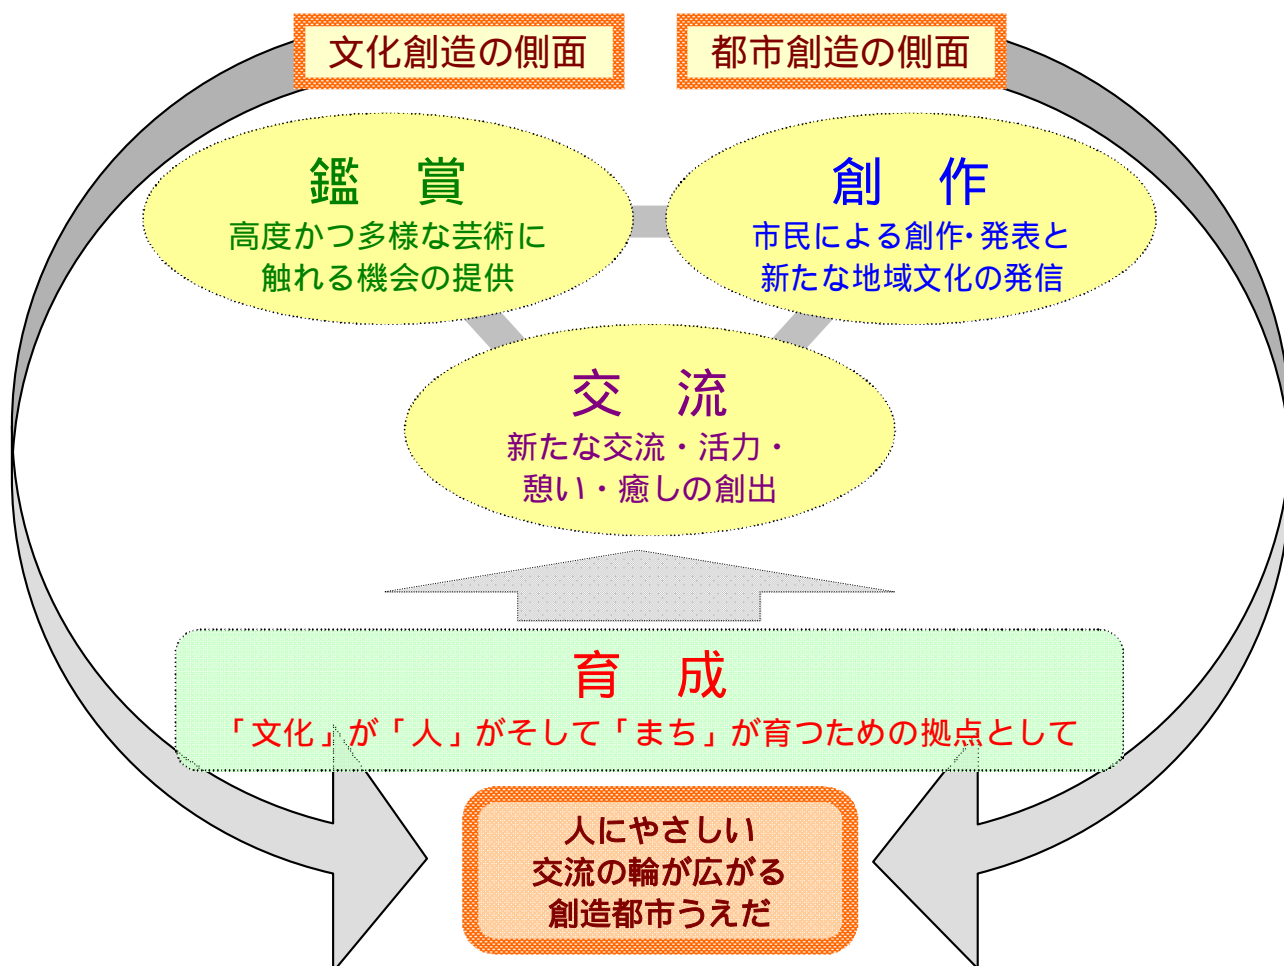 文化創造の側面
都市創造の側面
鑑　賞
高度かつ多様な芸術に
触れる機会の提供
創　作
市民による創作・発表と
新たな地域文化の発信
交　流
新たな交流・活力・
憩い・癒しの創出
育　成
「文化」が「人」がそして「まち」が育つための拠点として
人にやさしい
交流の輪が広がる
創造都市うえだ